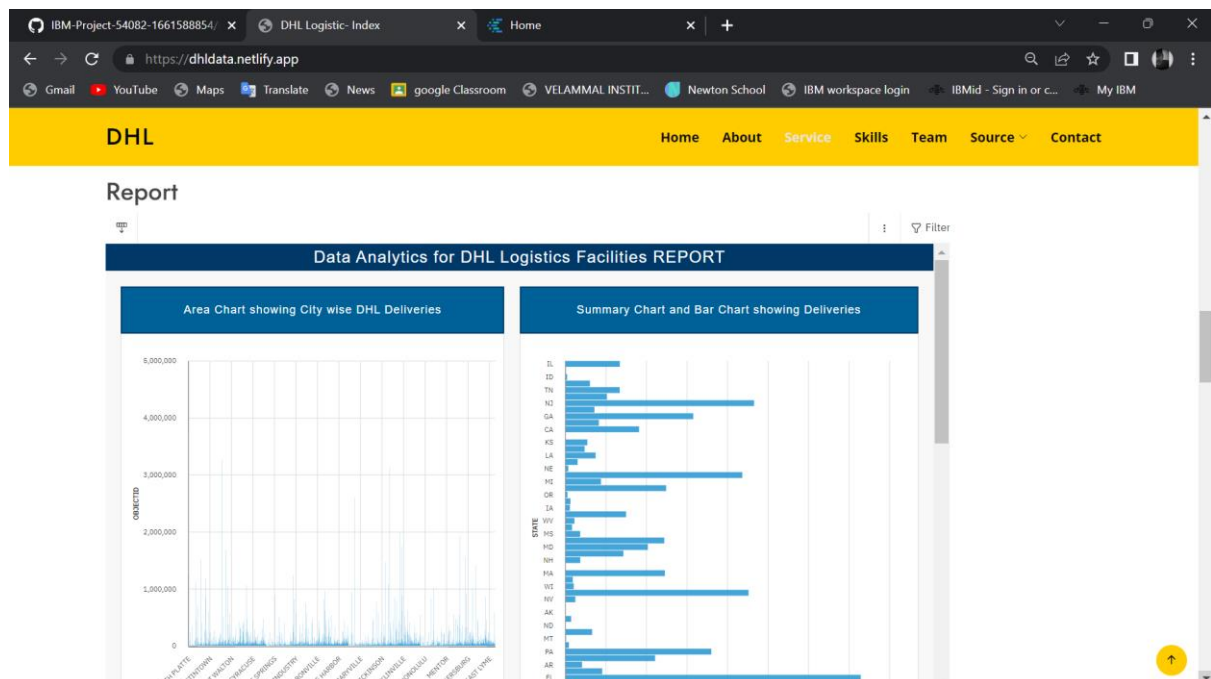 IBM-Project-54082-1661588854/
DHL Logistic- Index
Home
https://dhldata.netlify.app
Gmail
YouTube
Maps
Translate
News
google Classroom
VELAMMAL INSTIT...
Newton School
IBM workspace login
IBMid - Sign in or c...
My IBM
DHL
Home
About
Service
Skills
Team
Source
Contact
Report
Filter
Data Analytics for DHL Logistics Facilities REPORT
Area Chart showing City wise DHL Deliveries
5,000,000
4,000,000
3,000,000
2,000,000
1,000,000
0
OBJECTID
Summary Chart and Bar Chart showing Deliveries
STATE
IL
ID
TN
NJ
GA
CA
KS
LA
NE
MI
OR
IA
WV
MS
MD
NH
MA
WI
NV
AK
ND
MT
PA
AR
FL